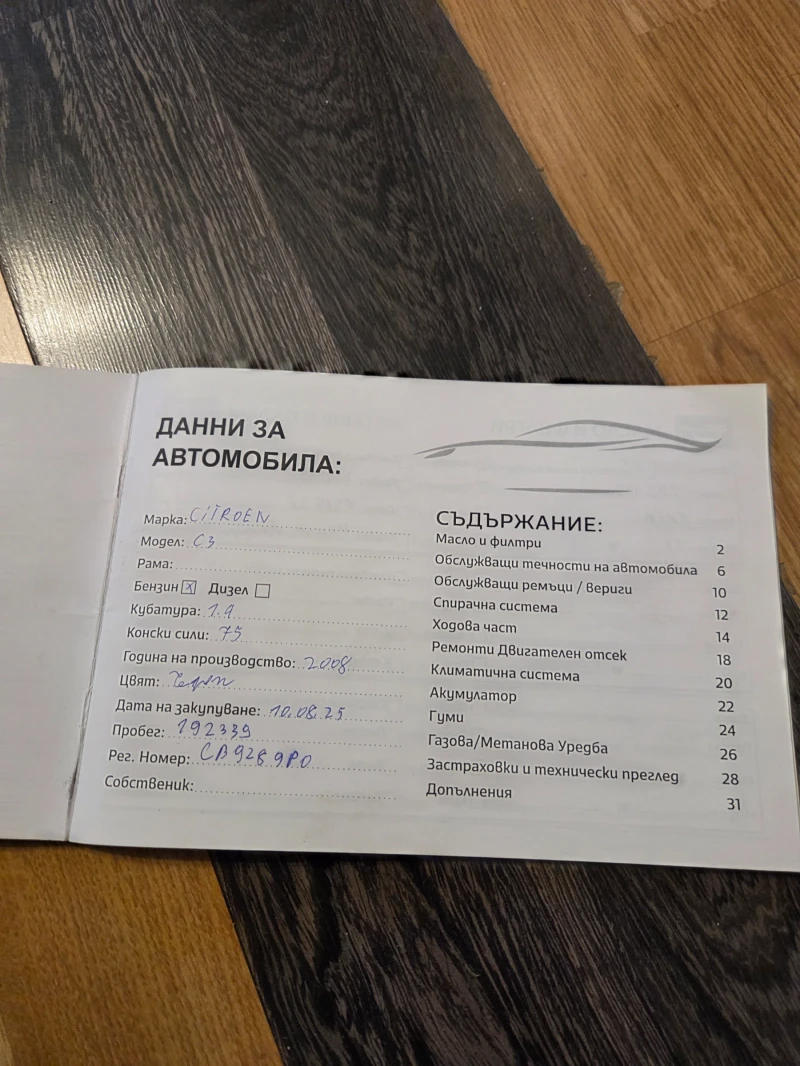 ДАННИ ЗА
АВТОМОБИЛА:
Марка: CITROEN
Модел: C3
Рама:
Бензин X Дизел
Кубатура: 1.4
Конски сили: 75
Година на производство: 2008
Цвят: Черен
Дата на закупуване: 10.08.25
Пробег: 192339
Рег. Номер: CB9289PO
Собственик:
СЪДЪРЖАНИЕ:
Масло и филтри 2
Обслужващи течности на автомобила 6
Обслужващи ремъци / вериги 10
Спирачна система 12
Ходова част 14
Ремонти Двигателен отсек 18
Климатична система 20
Акумулатор 22
Гуми 24
Газова/Метанова Уредба 26
Застраховки и технически преглед 28
Допълнения 31